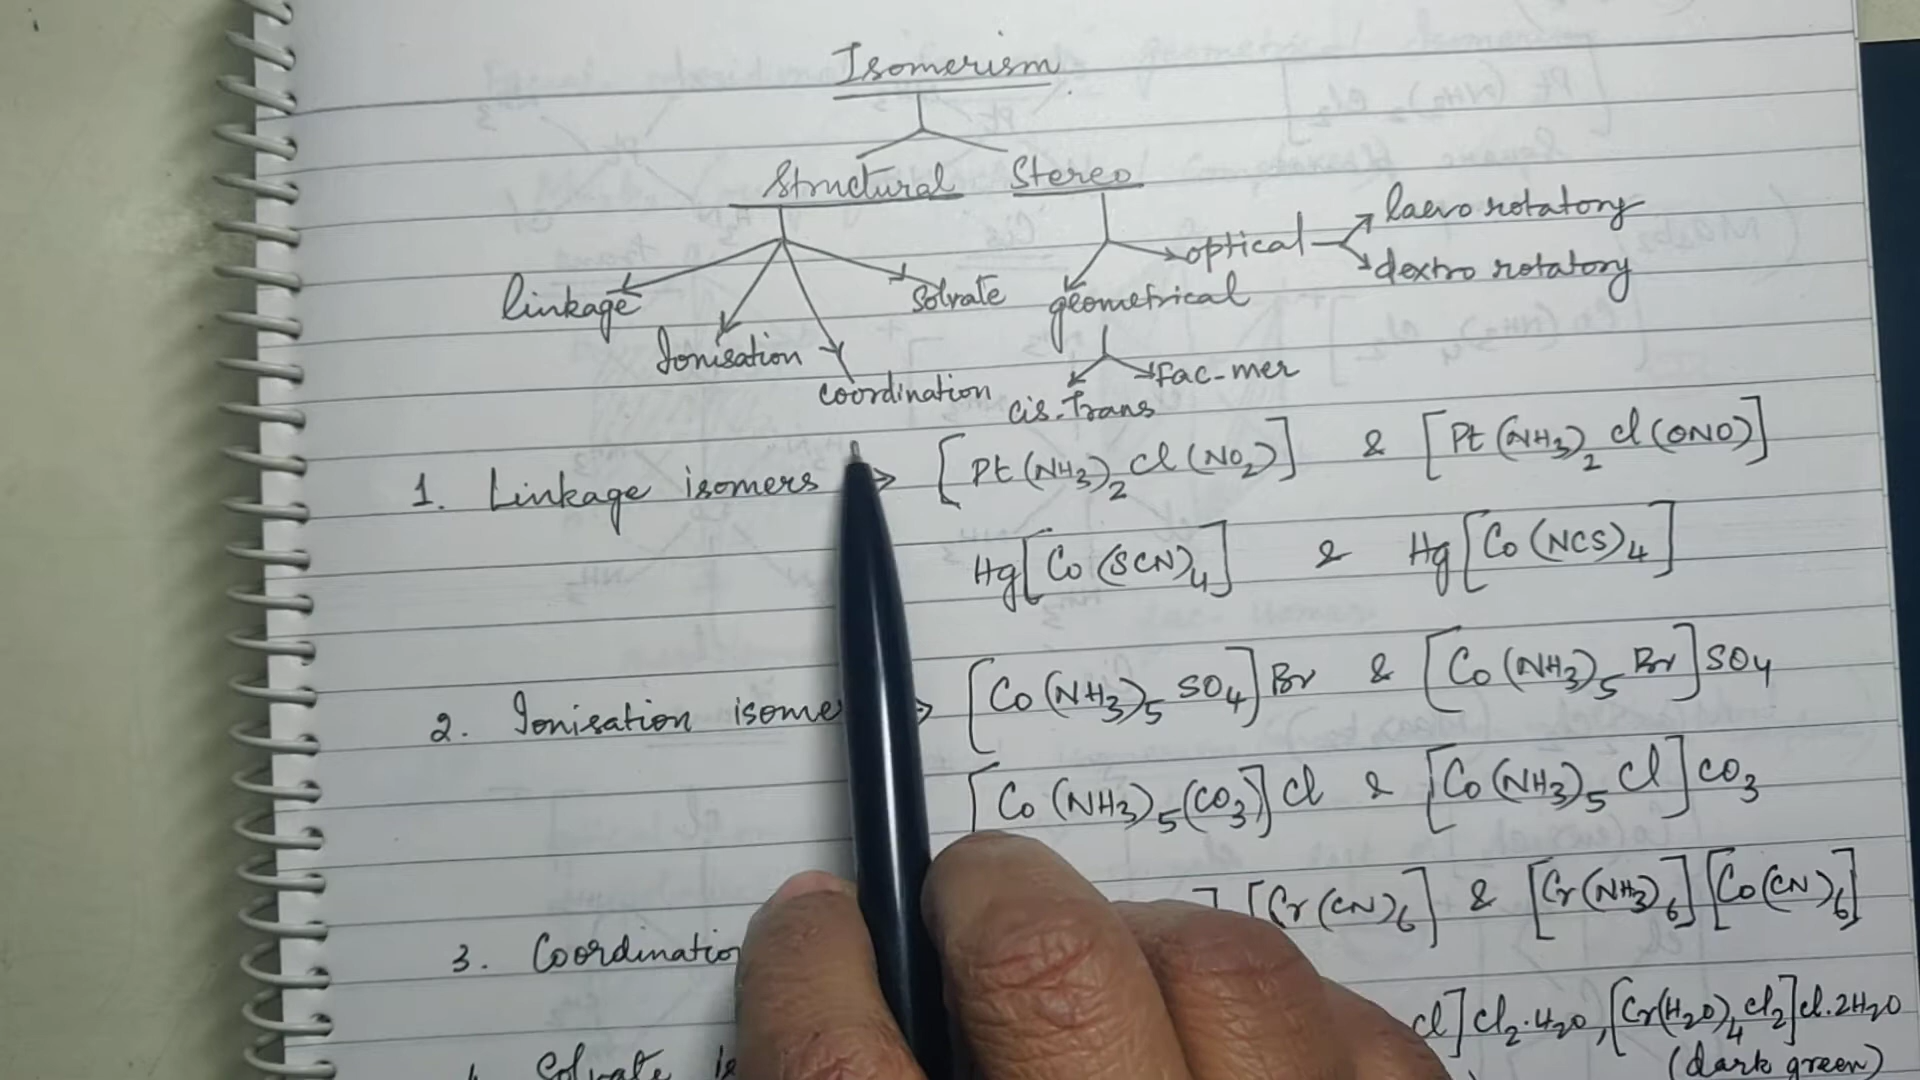 Isomerism
Structural Stereo
laevo rotatory
optical
dextro rotatory
linkage
Solvate
geometrical
Ionisation
fac-mer
coordination
cis-trans
1. Linkage isomers → [Pt(NH3)2Cl(NO2)] & [Pt(NH3)2Cl(ONO)]
Hg[Co(SCN)4] & Hg[Co(NCS)4]
2. Ionisation isome → [Co(NH3)5SO4]Br & [Co(NH3)5Br]SO4
[Co(NH3)5(CO3)]Cl & [Co(NH3)5Cl]CO3
3. Coordinatio ][Cr(CN)6] & [Cr(NH3)6][Co(CN)6]
Cl]Cl2.H2O, [Cr(H2O)4Cl2]Cl.2H2O
Solvate is (dark green)